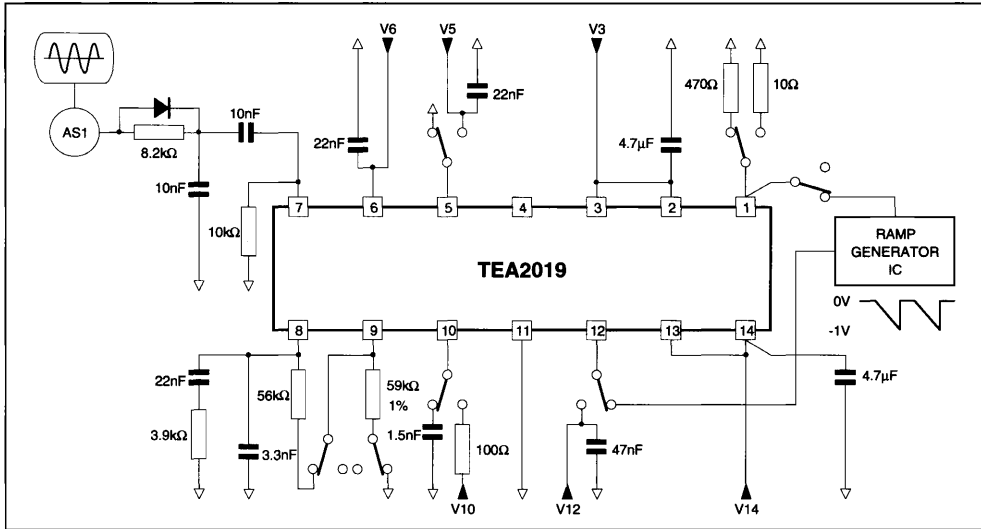 V6
V5
V3
AS1
8.2kΩ
10nF
10nF
10kΩ
22nF
22nF
4.7µF
470Ω
10Ω
7
6
5
4
3
2
1
TEA2019
RAMP
GENERATOR
IC
0V
-1V
8
9
10
11
12
13
14
22nF
3.9kΩ
3.3nF
56kΩ
59kΩ
1%
1.5nF
100Ω
47nF
4.7µF
V10
V12
V14